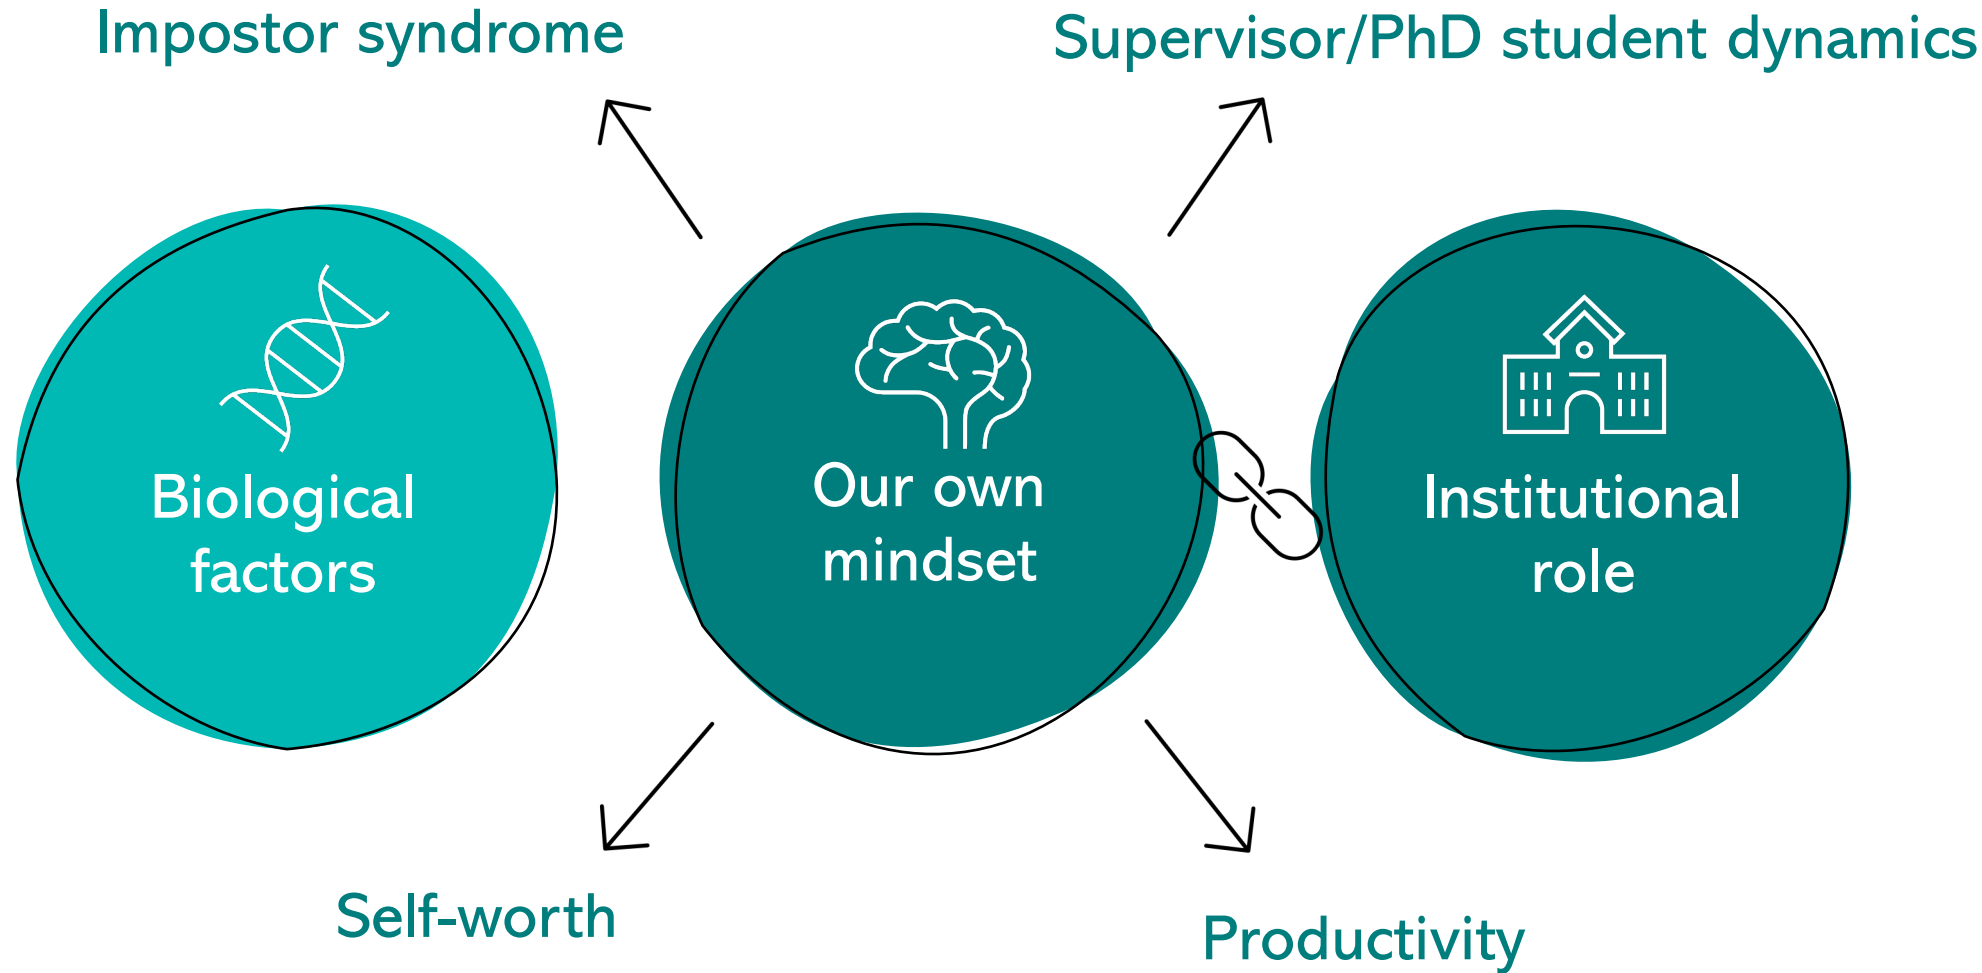 Impostor syndrome
Supervisor/PhD student dynamics
Biological
factors
Our own
mindset
Institutional
role
Self-worth
Productivity